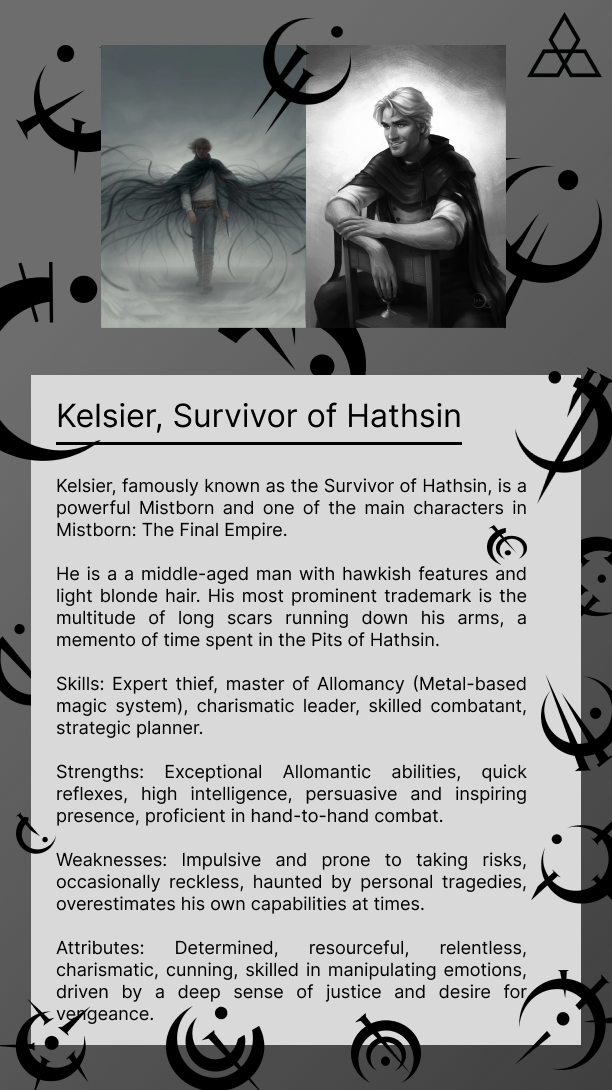 Kelsier, Survivor of Hathsin
Kelsier, famously known as the Survivor of Hathsin, is a
powerful Mistborn and one of the main characters in
Mistborn: The Final Empire.
He is a a middle-aged man with hawkish features and
light blonde hair. His most prominent trademark is the
multitude of long scars running down his arms, a
memento of time spent in the Pits of Hathsin.
Skills: Expert thief, master of Allomancy (Metal-based
magic system), charismatic leader, skilled combatant,
strategic planner.
Strengths: Exceptional Allomantic abilities, quick
reflexes, high intelligence, persuasive and inspiring
presence, proficient in hand-to-hand combat.
Weaknesses: Impulsive and prone to taking risks,
occasionally reckless, haunted by personal tragedies,
overestimates his own capabilities at times.
Attributes: Determined, resourceful, relentless,
charismatic, cunning, skilled in manipulating emotions,
driven by a deep sense of justice and desire for
vengeance.